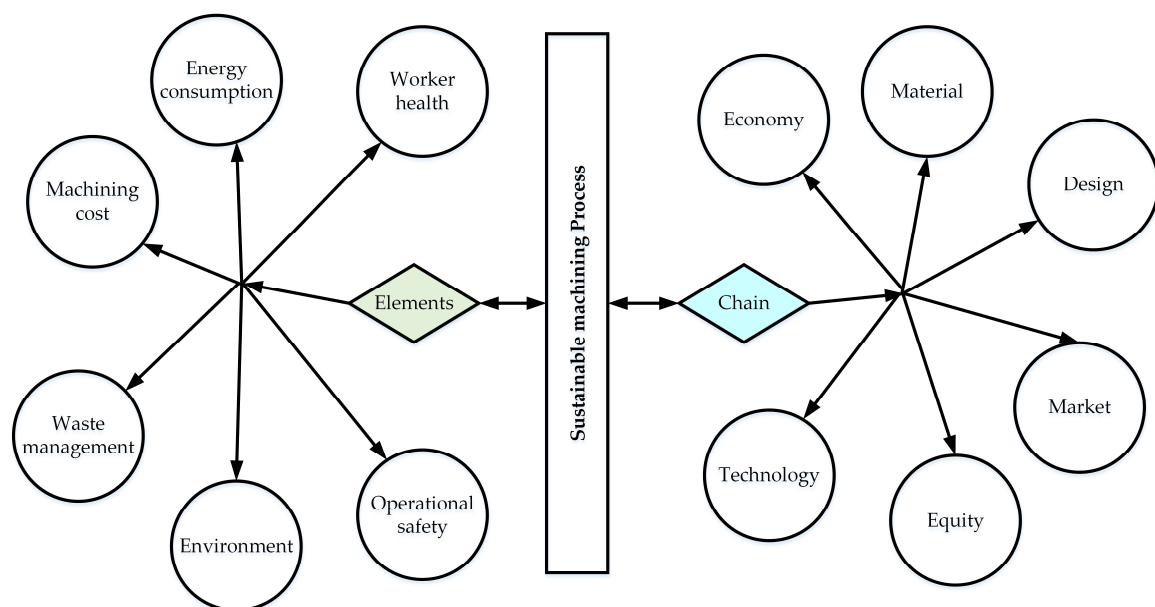 Energy
consumption
Worker
health
Machining
cost
Elements
Waste
management
Environment
Operational
safety
Sustainable machining Process
Chain
Economy
Material
Design
Market
Equity
Technology